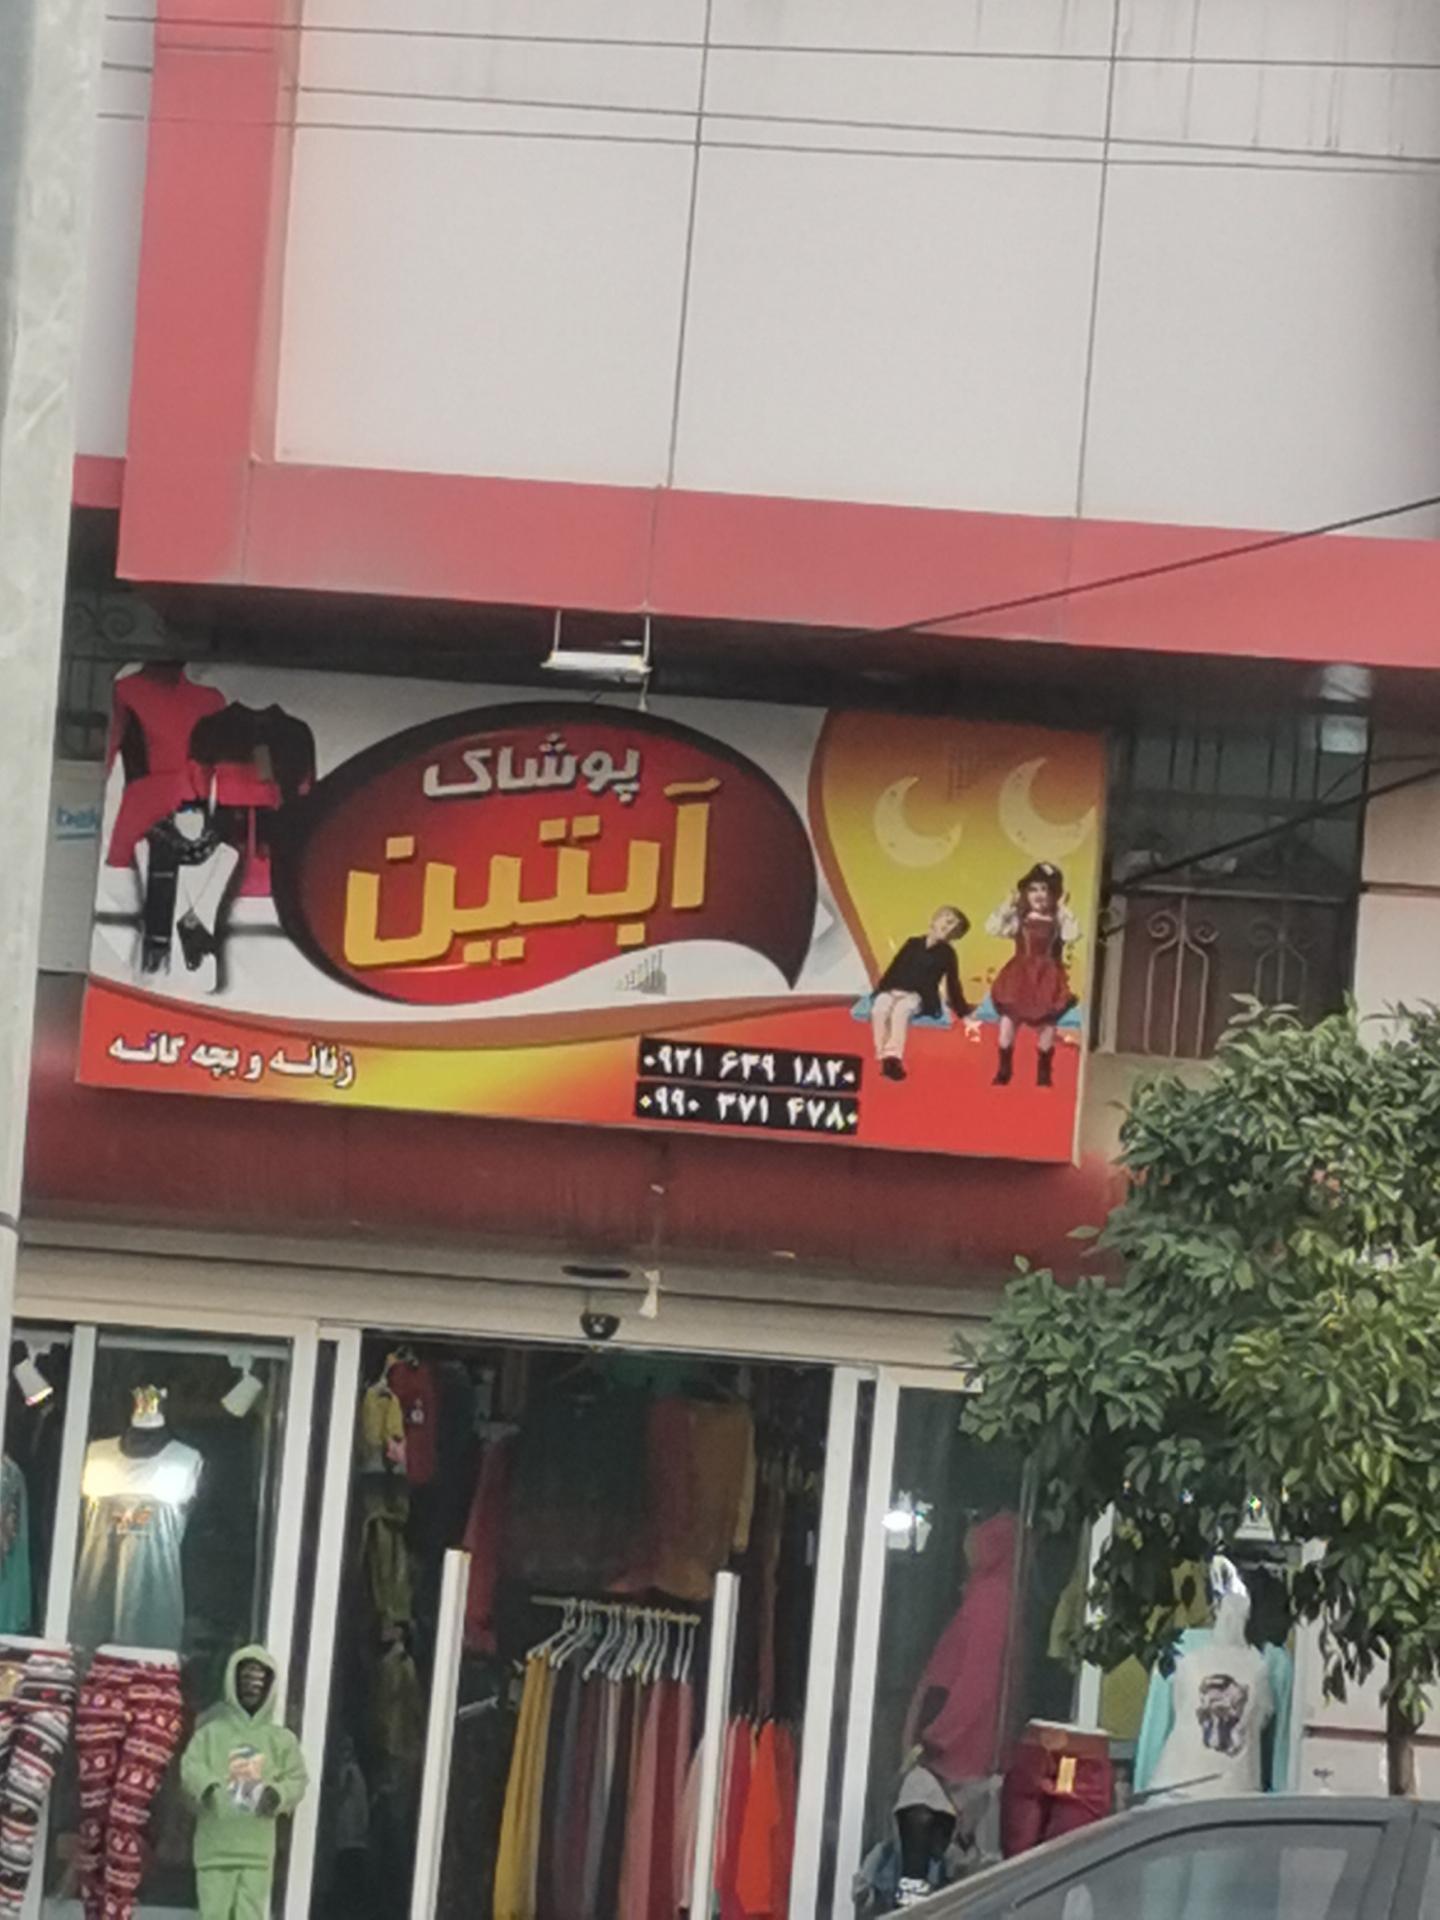 پوشاک
آبتین
زنانه و بچه گانه
۰۹۲۱ ۶۳۹ ۱۸۲۰
۰۹۹۰ ۳۷۱ ۴۷۸۰